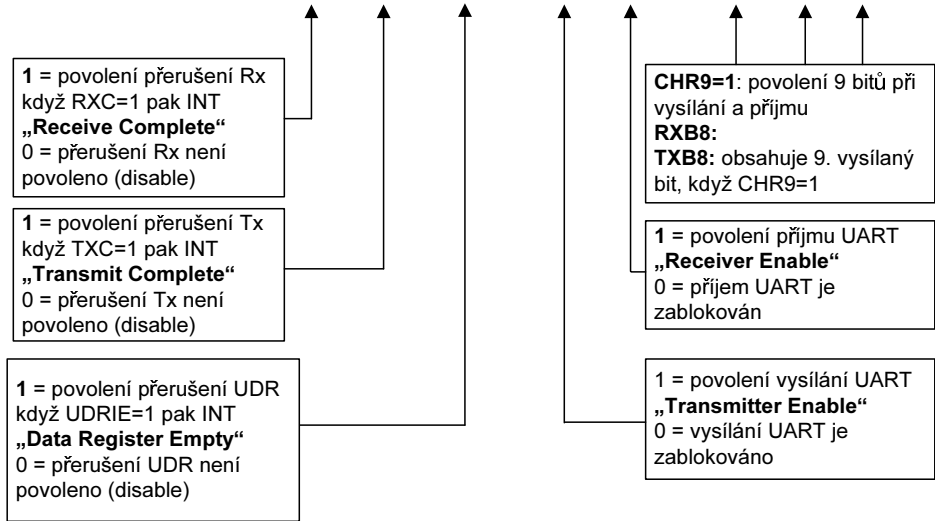 1 = povolení přerušení Rx
když RXC=1 pak INT
„Receive Complete“
0 = přerušení Rx není
povoleno (disable)
1 = povolení přerušení Tx
když TXC=1 pak INT
„Transmit Complete“
0 = přerušení Tx není
povoleno (disable)
1 = povolení přerušení UDR
když UDRIE=1 pak INT
„Data Register Empty“
0 = přerušení UDR není
povoleno (disable)
CHR9=1: povolení 9 bitů při
vysílání a příjmu
RXB8:
TXB8: obsahuje 9. vysílaný
bit, když CHR9=1
1 = povolení příjmu UART
„Receiver Enable“
0 = příjem UART je
zablokován
1 = povolení vysílání UART
„Transmitter Enable“
0 = vysílání UART je
zablokováno